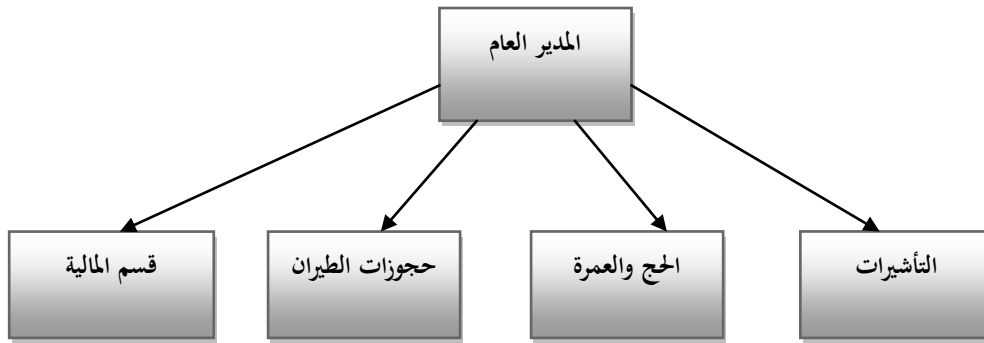 المدير العام
التأشيرات
الحج والعمرة
حجوزات الطيران
قسم المالية